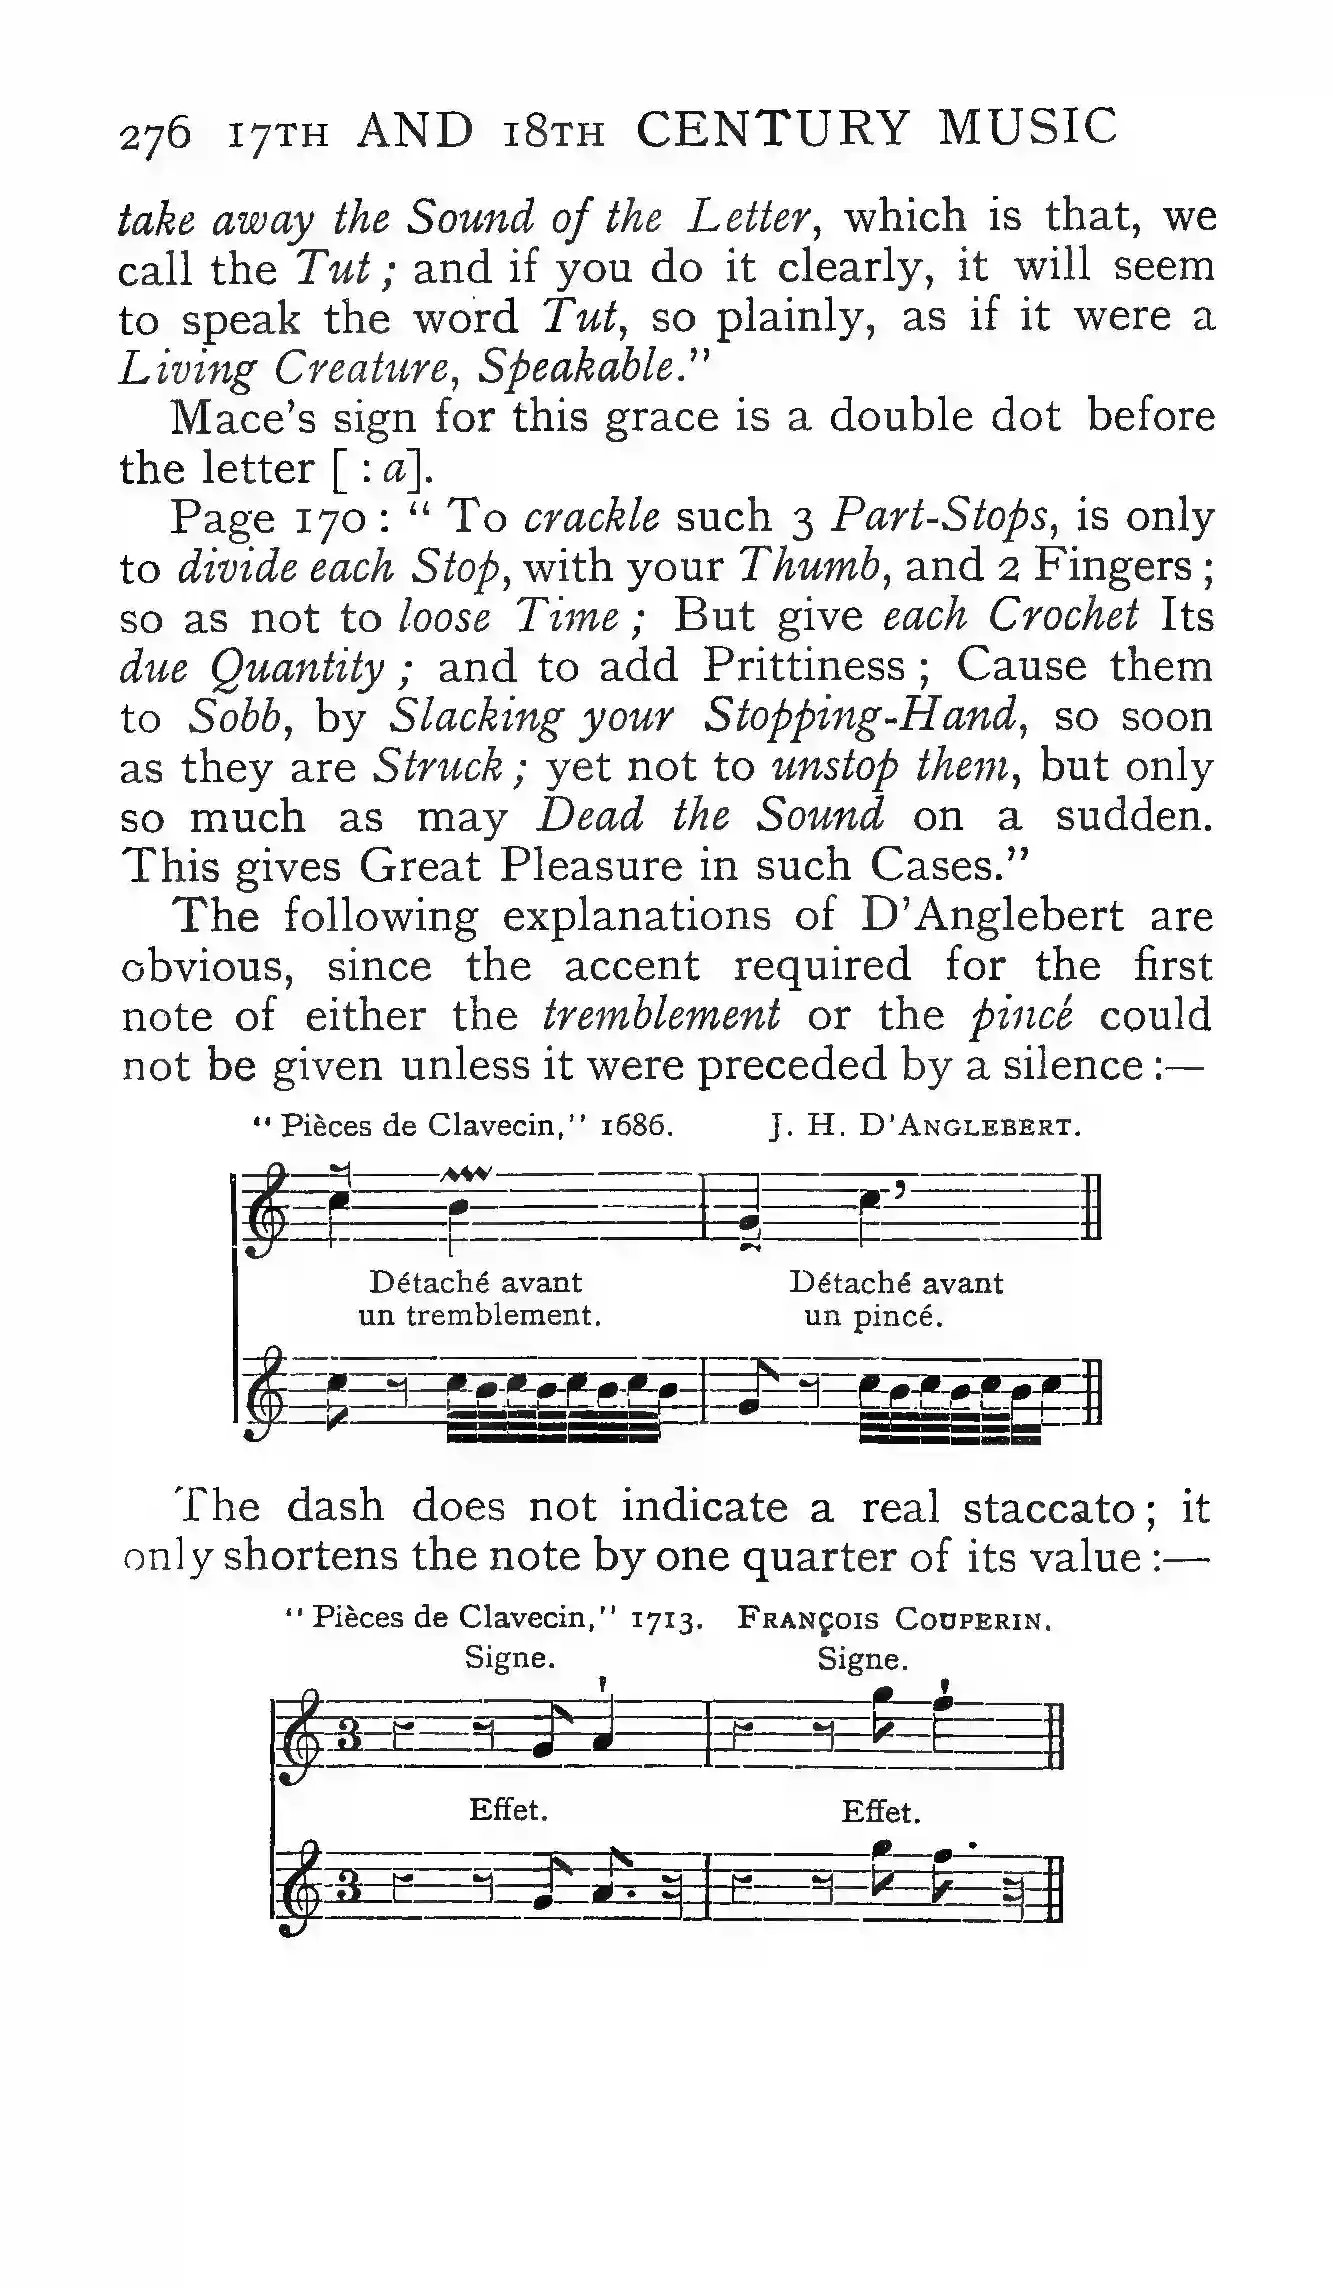 276 17TH AND 18TH CENTURY MUSIC
take away the Sound of the Letter, which is that, we
call the Tut; and if you do it clearly, it will seem
to speak the word Tut, so plainly, as if it were a
Living Creature, Speakable."
Mace's sign for this grace is a double dot before
the letter [ : a].
Page 170 : " To crackle such 3 Part-Stops, is only
to divide each Stop, with your Thumb, and 2 Fingers ;
so as not to loose Time ; But give each Crochet Its
due Quantity ; and to add Prittiness ; Cause them
to Sobb, by Slacking your Stopping-Hand, so soon
as they are Struck ; yet not to unstop them, but only
so much as may Dead the Sound on a sudden.
This gives Great Pleasure in such Cases."
The following explanations of D'Anglebert are
obvious, since the accent required for the first
note of either the tremblement or the pincé could
not be given unless it were preceded by a silence :—
" Pièces de Clavecin," 1686. J. H. D'ANGLEBERT.
Détaché avant Détaché avant
un tremblement. un pincé.
The dash does not indicate a real staccato ; it
only shortens the note by one quarter of its value :—
" Pièces de Clavecin," 1713. FRANÇOIS COUPERIN.
Signe. Signe.
3
Effet. Effet.
3